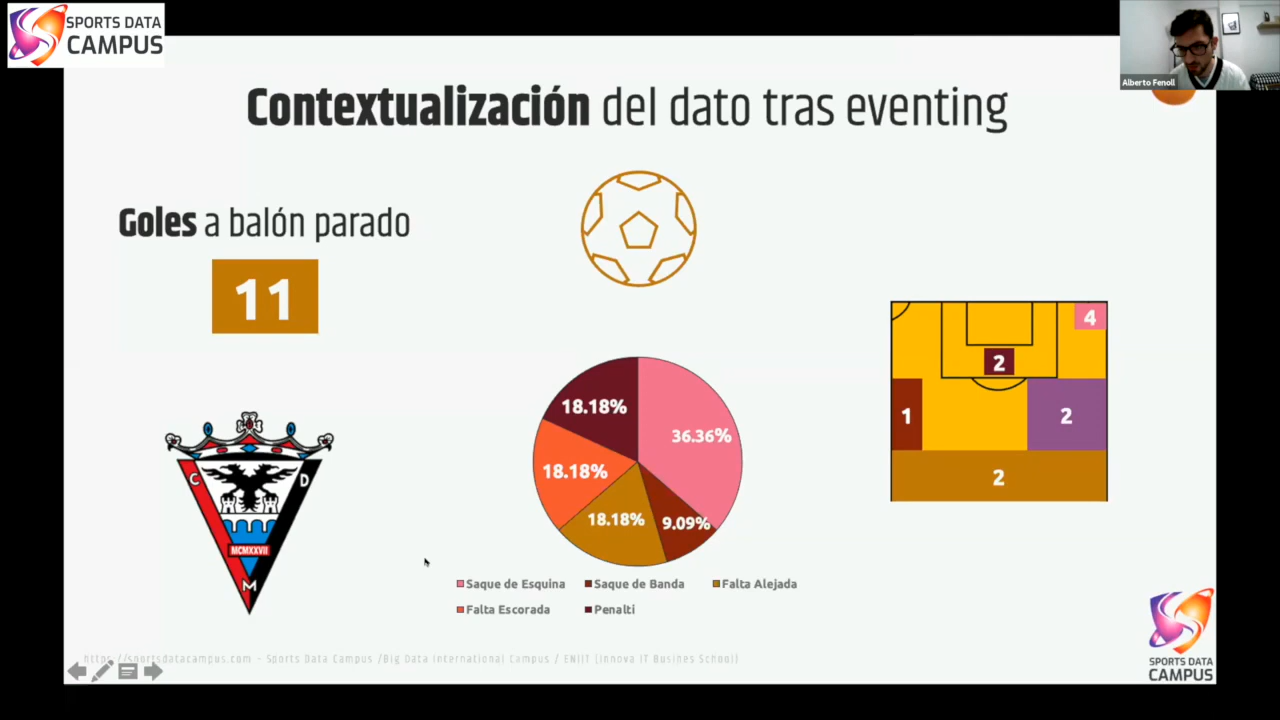 SPORTS DATA
CAMPUS
Alberto Fenoll
Contextualización del dato tras eventing
Goles a balón parado
11
4
2
1
2
2
18.18%
36.36%
18.18%
18.18%
9.09%
C
D
MCMXXVII
M
Saque de Esquina
Saque de Banda
Falta Alejada
Falta Escorada
Penalti
https://sportsdatacampus.com - Sports Data Campus /Big Data International Campus / ENIIT (Innova IT Busines School)
SPORTS DATA
CAMPUS